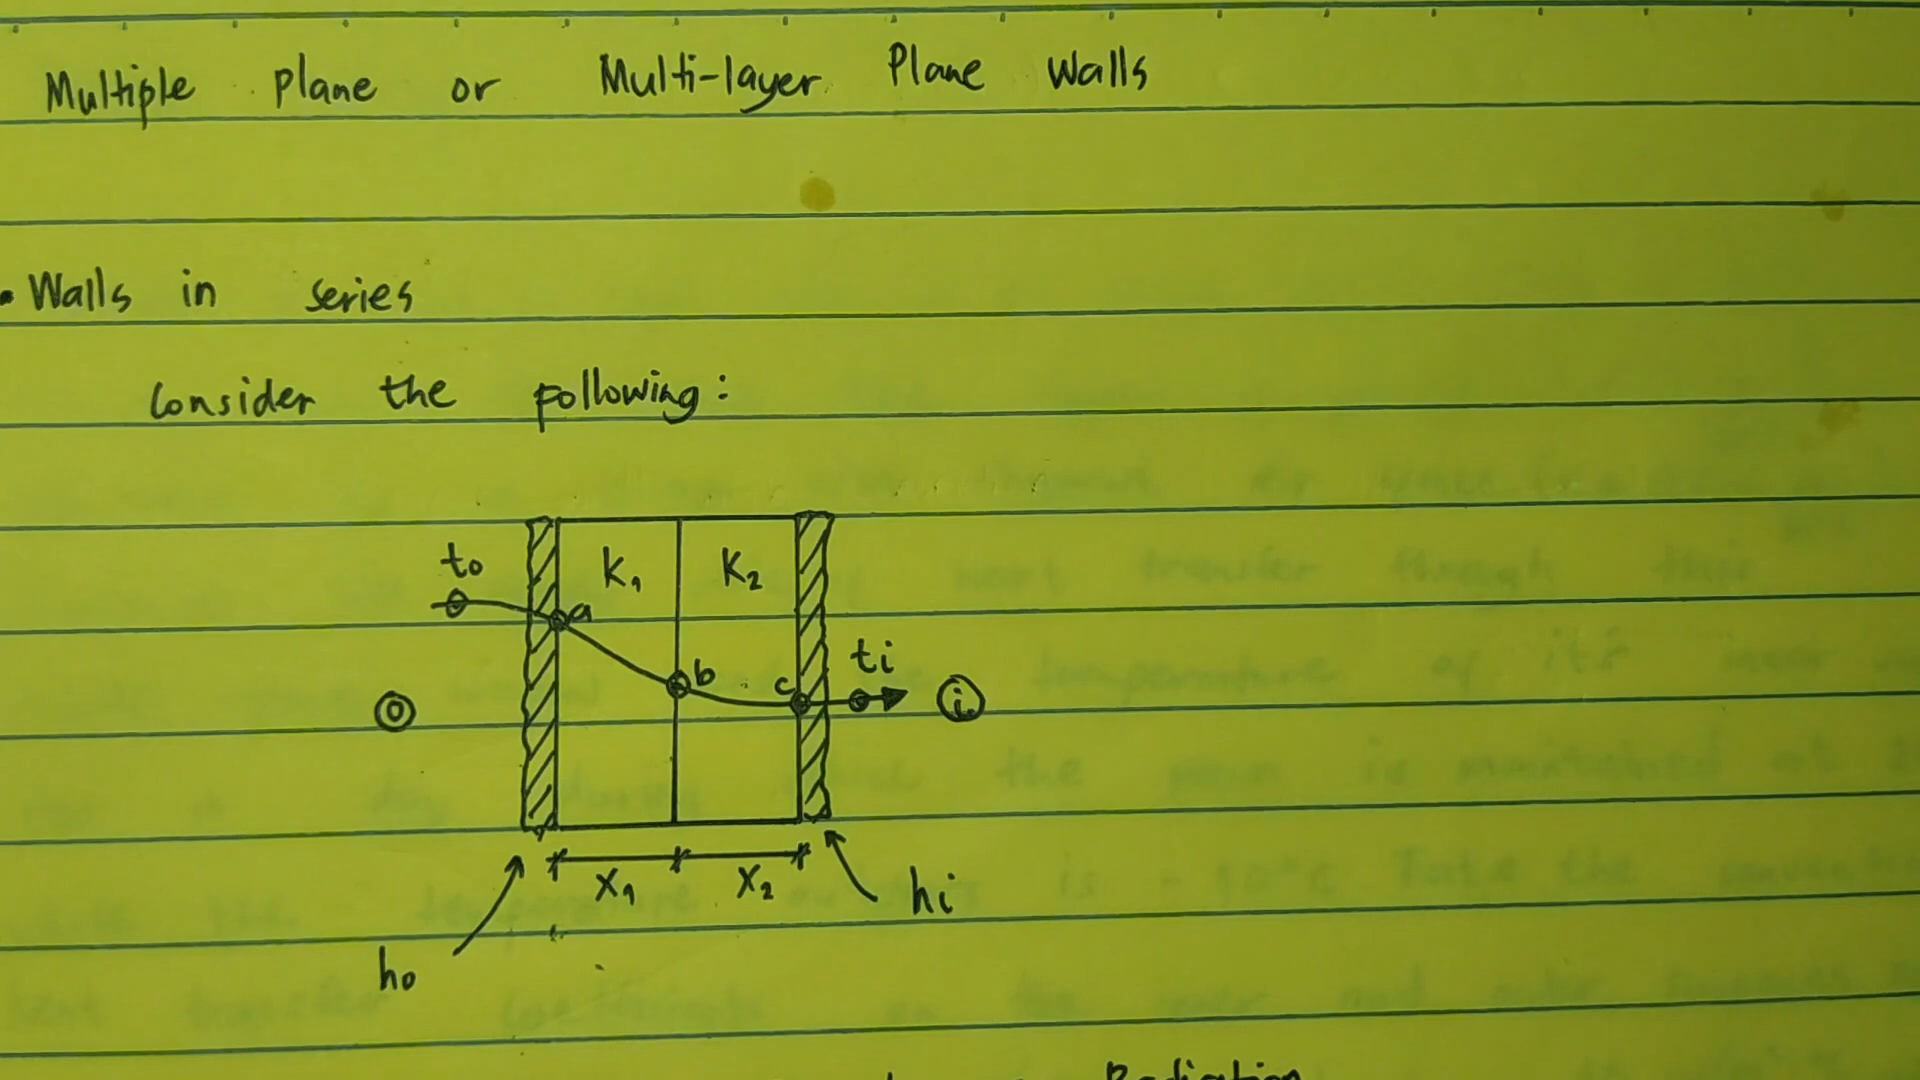 Multiple plane or Multi-layer Plane Walls
• Walls in series
Consider the following:
to
K1 K2
a
b
c
ti
o
i
x1 x2
hi
ho
Radiation